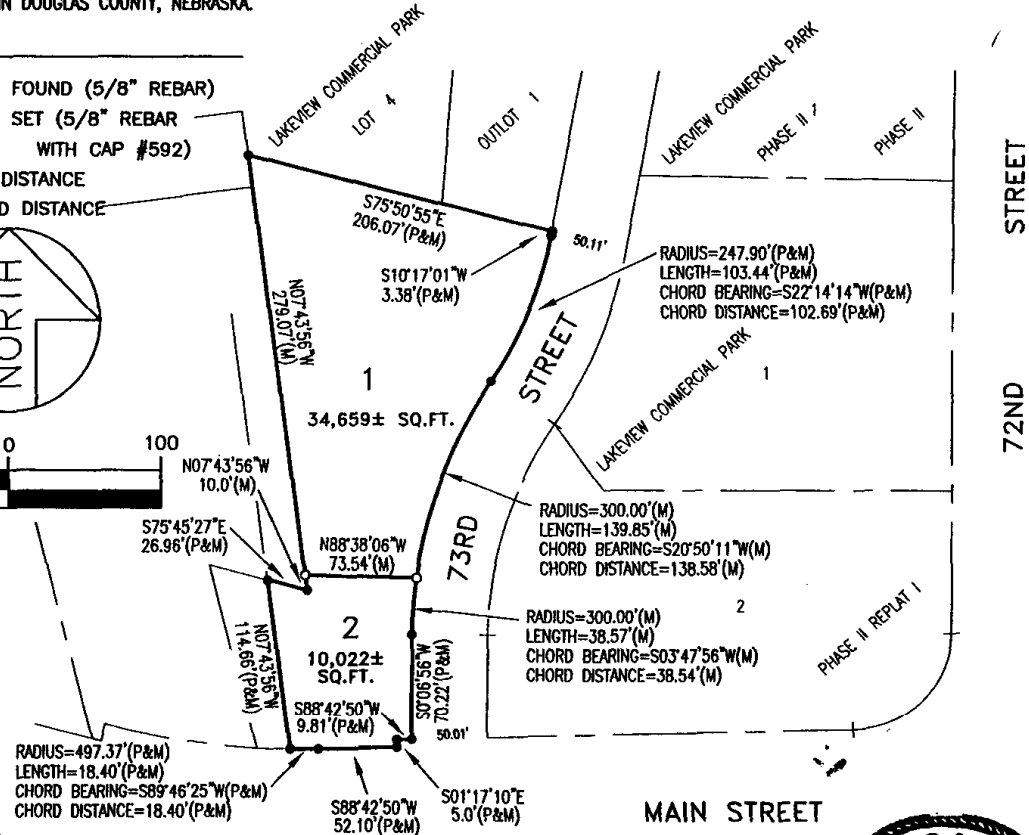 IN DOUGLAS COUNTY, NEBRASKA.
FOUND (5/8" REBAR)
SET (5/8" REBAR
WITH CAP #592)
DISTANCE
D DISTANCE
NORTH
0 100
LAKEVIEW COMMERCIAL PARK
LOT 4
OUTLOT 1
LAKEVIEW COMMERCIAL PARK
PHASE II
PHASE II
72ND STREET
S75°50'55"E
206.07'(P&M)
S10°17'01"W
3.38'(P&M)
50.11'
RADIUS=247.90'(P&M)
LENGTH=103.44'(P&M)
CHORD BEARING=S22°14'14"W(P&M)
CHORD DISTANCE=102.69'(P&M)
N07°43'56"W
279.07'(M)
1
34,659± SQ.FT.
73RD STREET
LAKEVIEW COMMERCIAL PARK
1
N07°43'56"W
10.0'(M)
S75°45'27"E
26.96'(P&M)
N88°38'06"W
73.54'(M)
RADIUS=300.00'(M)
LENGTH=139.85'(M)
CHORD BEARING=S20°50'11"W(M)
CHORD DISTANCE=138.58'(M)
2
PHASE II REPLAT I
RADIUS=300.00'(M)
LENGTH=38.57'(M)
CHORD BEARING=S03°47'56"W(M)
CHORD DISTANCE=38.54'(M)
2
10,022±
SQ.FT.
N07°43'56"W
114.66'(P&M)
S0°06'56"W
70.22'(P&M)
S88°42'50"W
9.81'(P&M)
50.01'
RADIUS=497.37'(P&M)
LENGTH=18.40'(P&M)
CHORD BEARING=S89°46'25"W(P&M)
CHORD DISTANCE=18.40'(P&M)
S88°42'50"W
52.10'(P&M)
S01°17'10"E
5.0'(P&M)
MAIN STREET